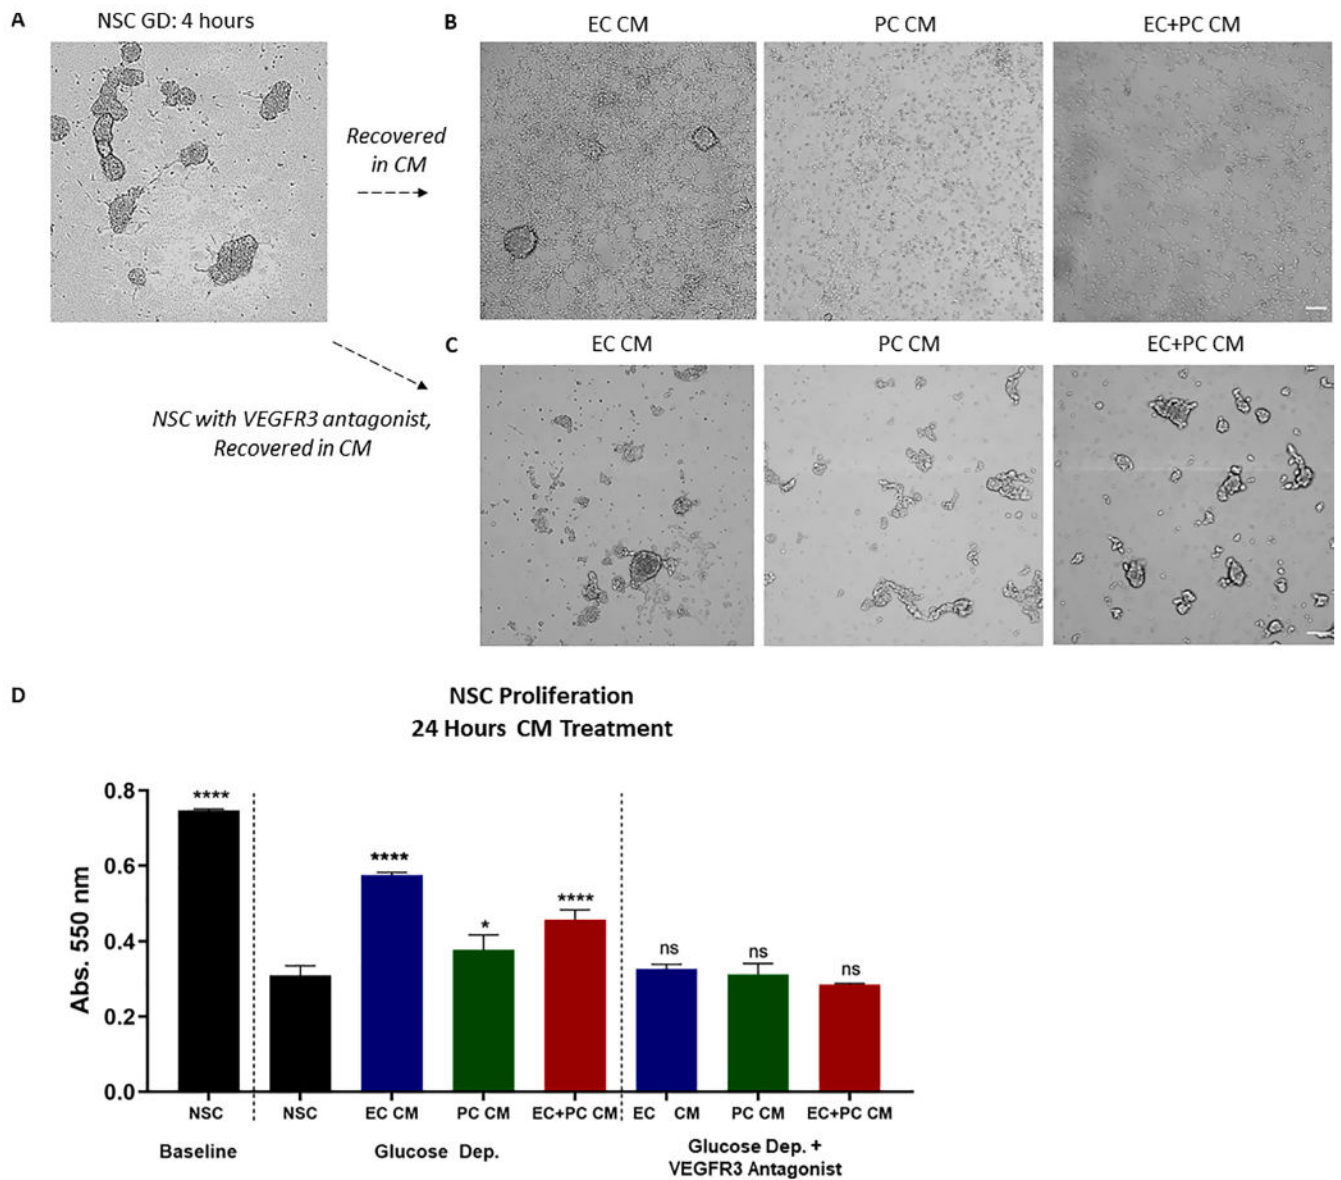 A
NSC GD: 4 hours
Recovered
in CM
NSC with VEGFR3 antagonist,
Recovered in CM
B
EC CM PC CM EC+PC CM
C
EC CM PC CM EC+PC CM
D
NSC Proliferation
24 Hours CM Treatment
Abs. 550 nm
0.8
0.6
0.4
0.2
0.0
**** **** * **** ns ns ns
NSC NSC EC CM PC CM EC+PC CM EC CM PC CM EC+PC CM
Baseline Glucose Dep. Glucose Dep. +
VEGFR3 Antagonist